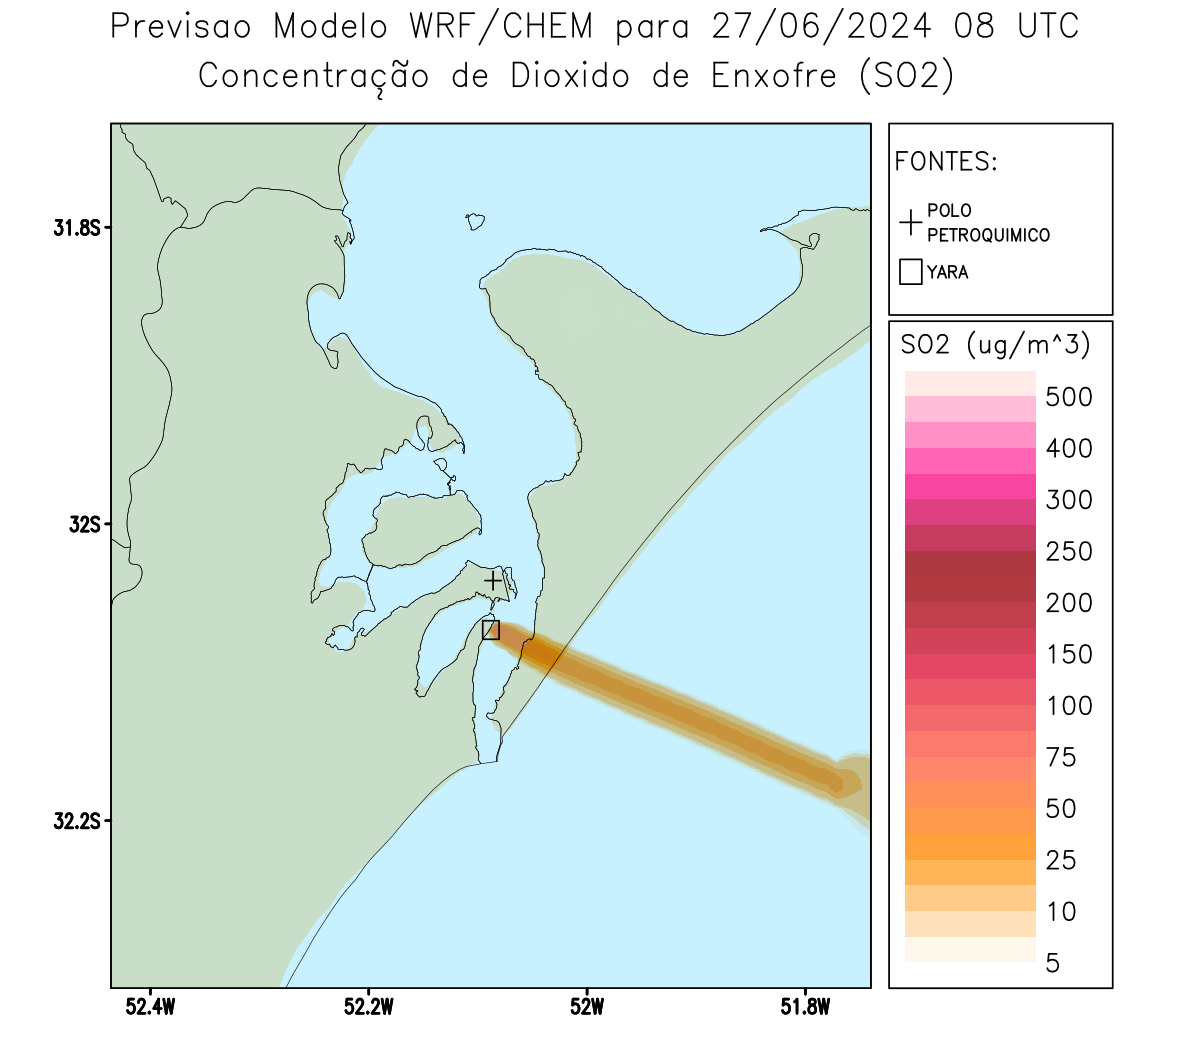 Previsao Modelo WRF/CHEM para 27/06/2024 08 UTC
Concentração de Dioxido de Enxofre (SO2)
FONTES:
POLO
PETROQUIMICO
YARA
SO2 (ug/m^3)
500
400
300
250
200
150
100
75
50
25
10
5
31.8S
32S
32.2S
52.4W
52.2W
52W
51.8W